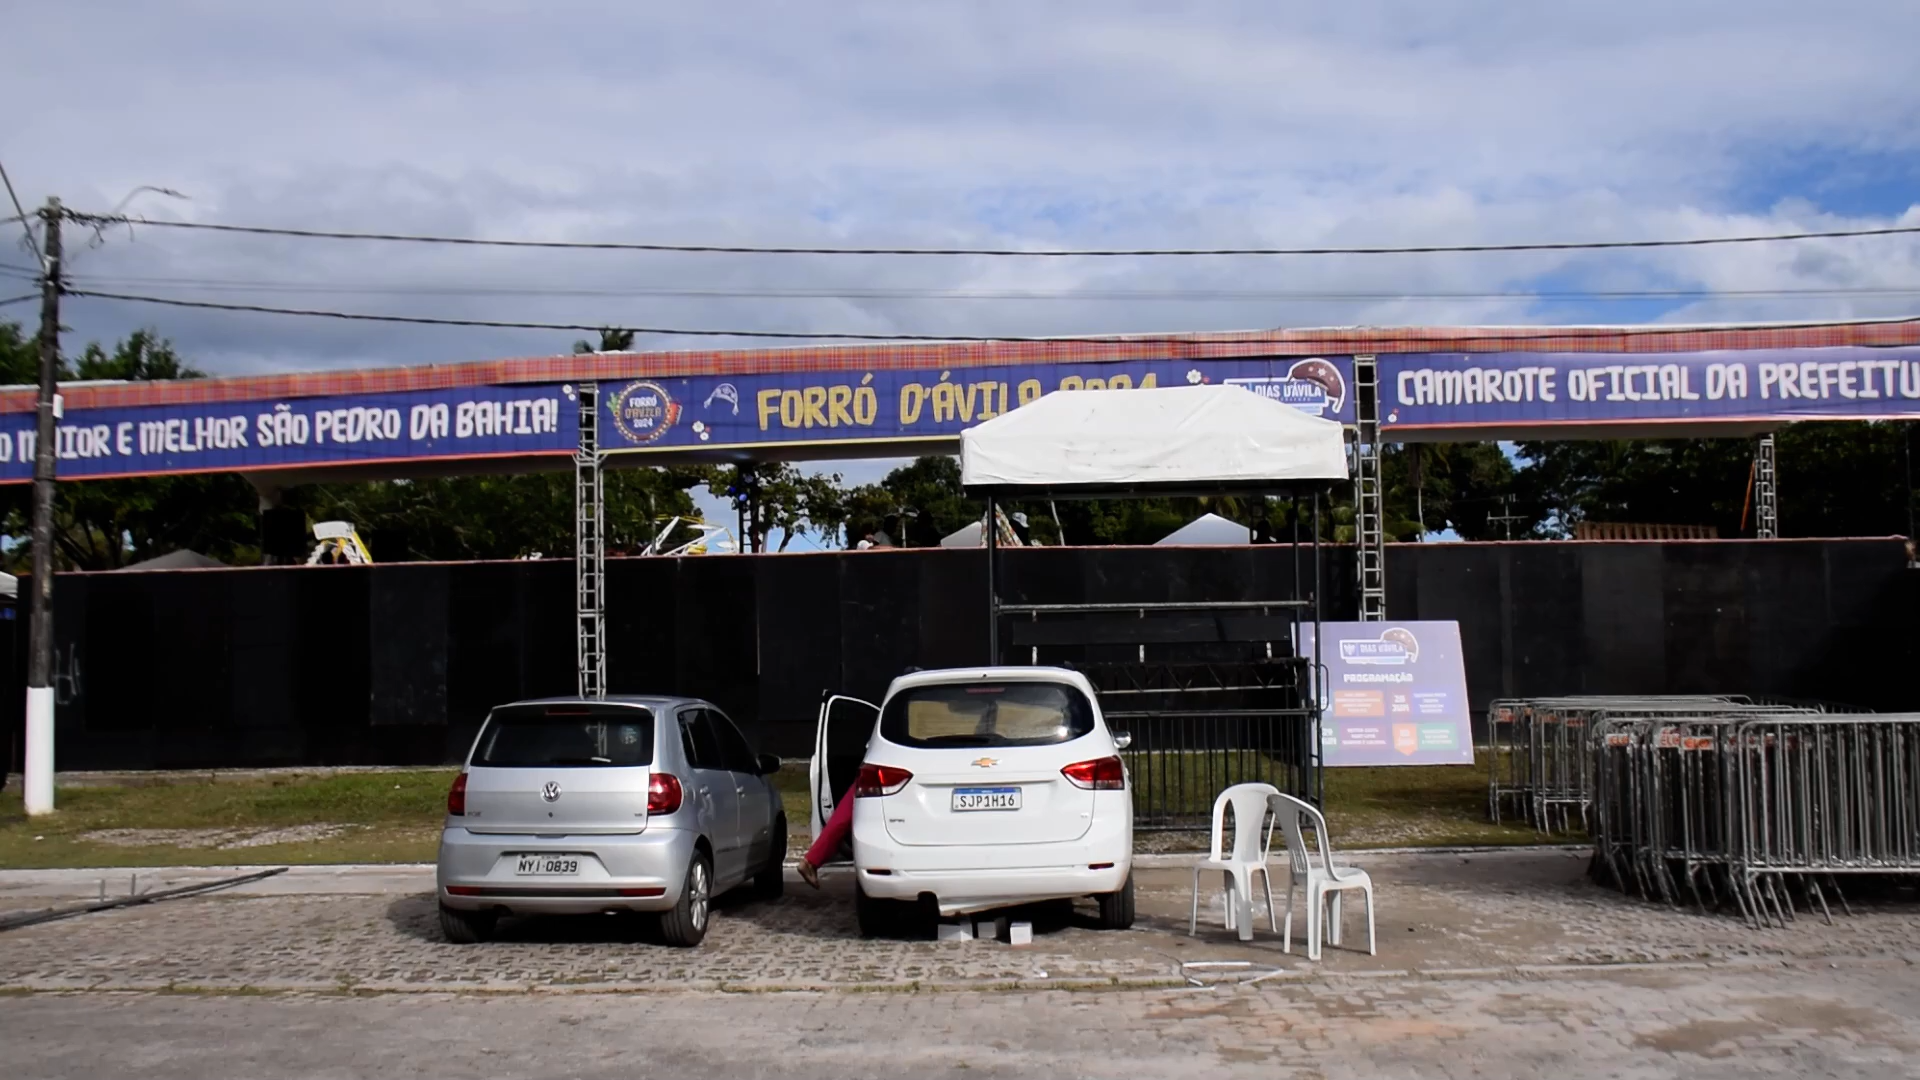 MAIOR E MELHOR SÃO PEDRO DA BAHIA!
FORRÓ
D'ÁVILA
2024
FORRÓ D'ÁVILA 2024
DIAS D'ÁVILA
CAMAROTE OFICIAL DA PREFEITU
DIAS D'ÁVILA
PROGRAMAÇÃO
SJP1H16
NYI-0839